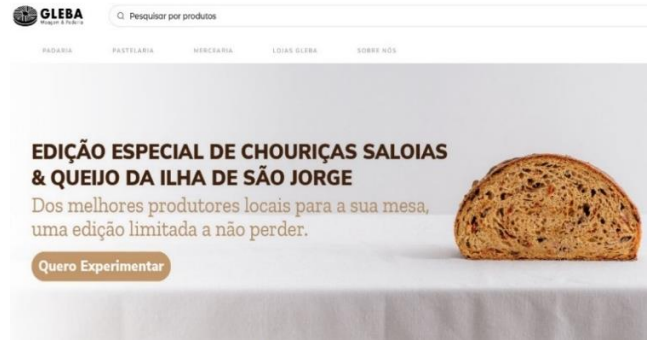 GLEBA
Moagem & Padaria
Pesquisar por produtos
PADARIA PASTELARIA MERCEARIA LOJAS GLEBA SOBRE NÓS
EDIÇÃO ESPECIAL DE CHOURIÇAS SALOIAS
& QUEIJO DA ILHA DE SÃO JORGE
Dos melhores produtores locais para a sua mesa,
uma edição limitada a não perder.
Quero Experimentar